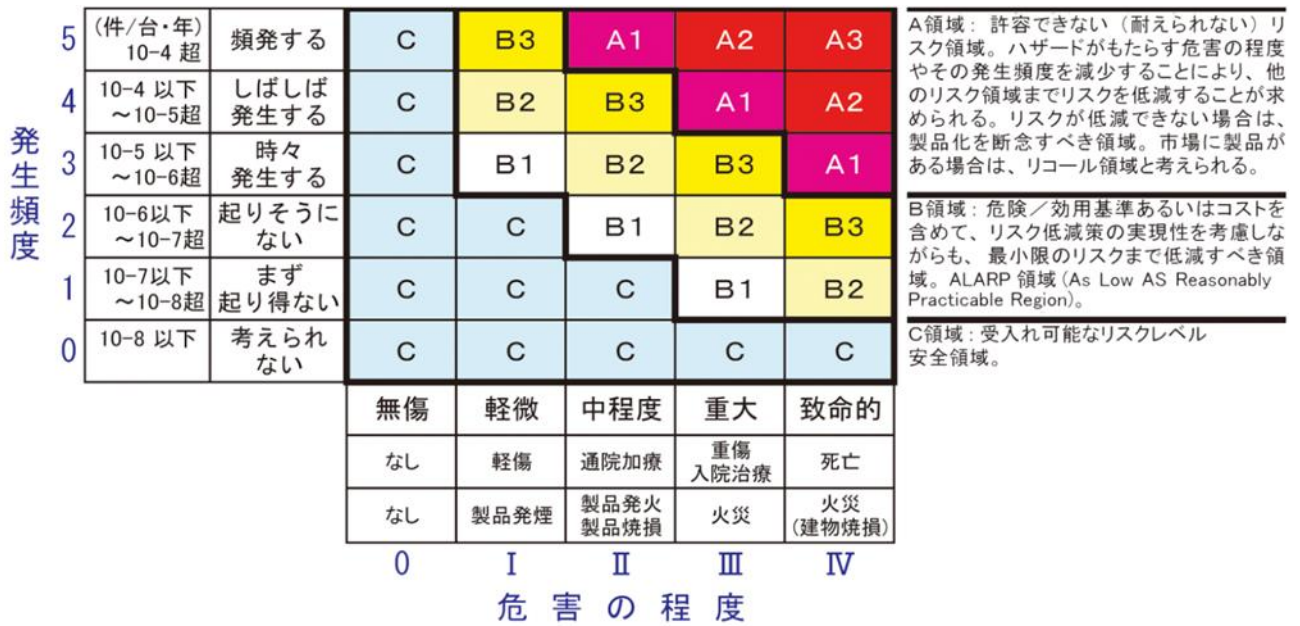 発生頻度
5
(件/台・年)
10-4 超
頻発する
C
B3
A1
A2
A3
4
10-4 以下
~10-5超
しばしば
発生する
C
B2
B3
A1
A2
3
10-5 以下
~10-6超
時々
発生する
C
B1
B2
B3
A1
2
10-6以下
~10-7超
起りそうに
ない
C
C
B1
B2
B3
1
10-7以下
~10-8超
まず
起り得ない
C
C
C
B1
B2
0
10-8 以下
考えられ
ない
C
C
C
C
C
無傷
軽微
中程度
重大
致命的
なし
軽傷
通院加療
重傷
入院治療
死亡
なし
製品発煙
製品発火
製品焼損
火災
火災
(建物焼損)
0
I
II
III
IV
危害の程度
A領域: 許容できない(耐えられない)リ
スク領域。ハザードがもたらす危害の程度
やその発生頻度を減少することにより、他
のリスク領域までリスクを低減することが求
められる。リスクが低減できない場合は、
製品化を断念すべき領域。市場に製品が
ある場合は、リコール領域と考えられる。
B領域: 危険/効用基準あるいはコストを
含めて、リスク低減策の実現性を考慮しな
がらも、最小限のリスクまで低減すべき領
域。ALARP 領域(As Low AS Reasonably
Practicable Region)。
C領域: 受入れ可能なリスクレベル
安全領域。